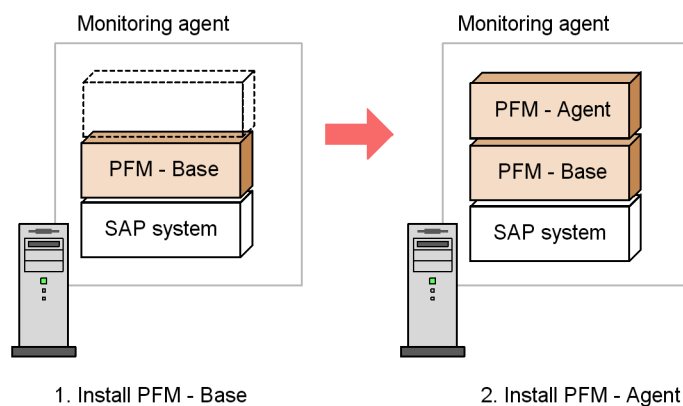 Monitoring agent
PFM - Base
SAP system
1. Install PFM - Base
Monitoring agent
PFM - Agent
PFM - Base
SAP system
2. Install PFM - Agent